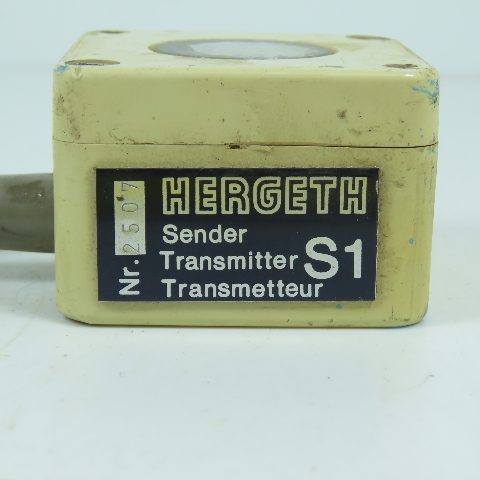 HERGETH
Sender
Transmitter S1
Transmetteur
Nr. 2507